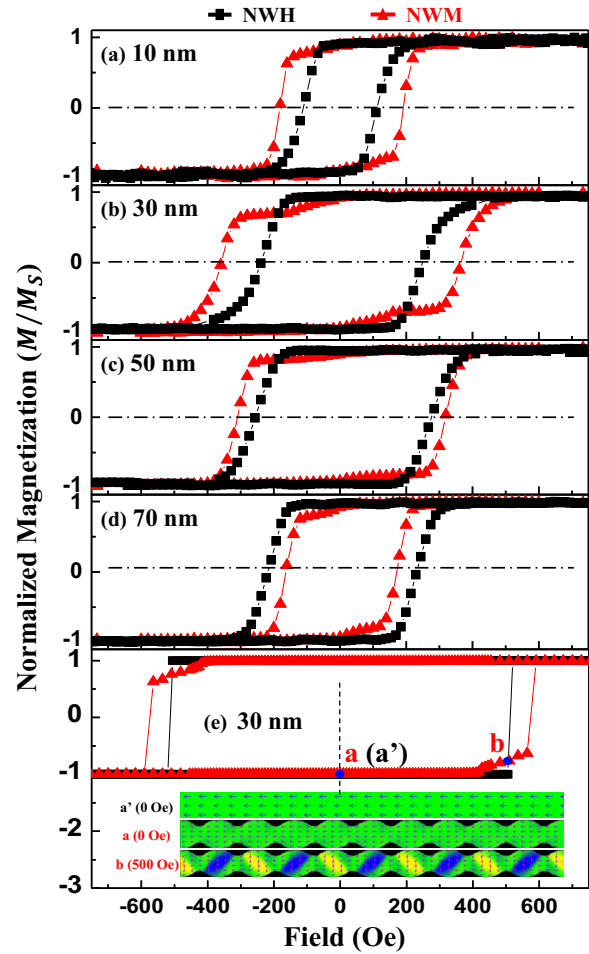 NWH NWM
(a) 10 nm
1
0
-1
(b) 30 nm
1
0
-1
(c) 50 nm
1
0
-1
(d) 70 nm
1
0
-1
(e) 30 nm
1
0
-1
-2
-3
a (a')
b
a' (0 Oe)
a (0 Oe)
b (500 Oe)
Normalized Magnetization (M/MS)
-600 -400 -200 0 200 400 600
Field (Oe)